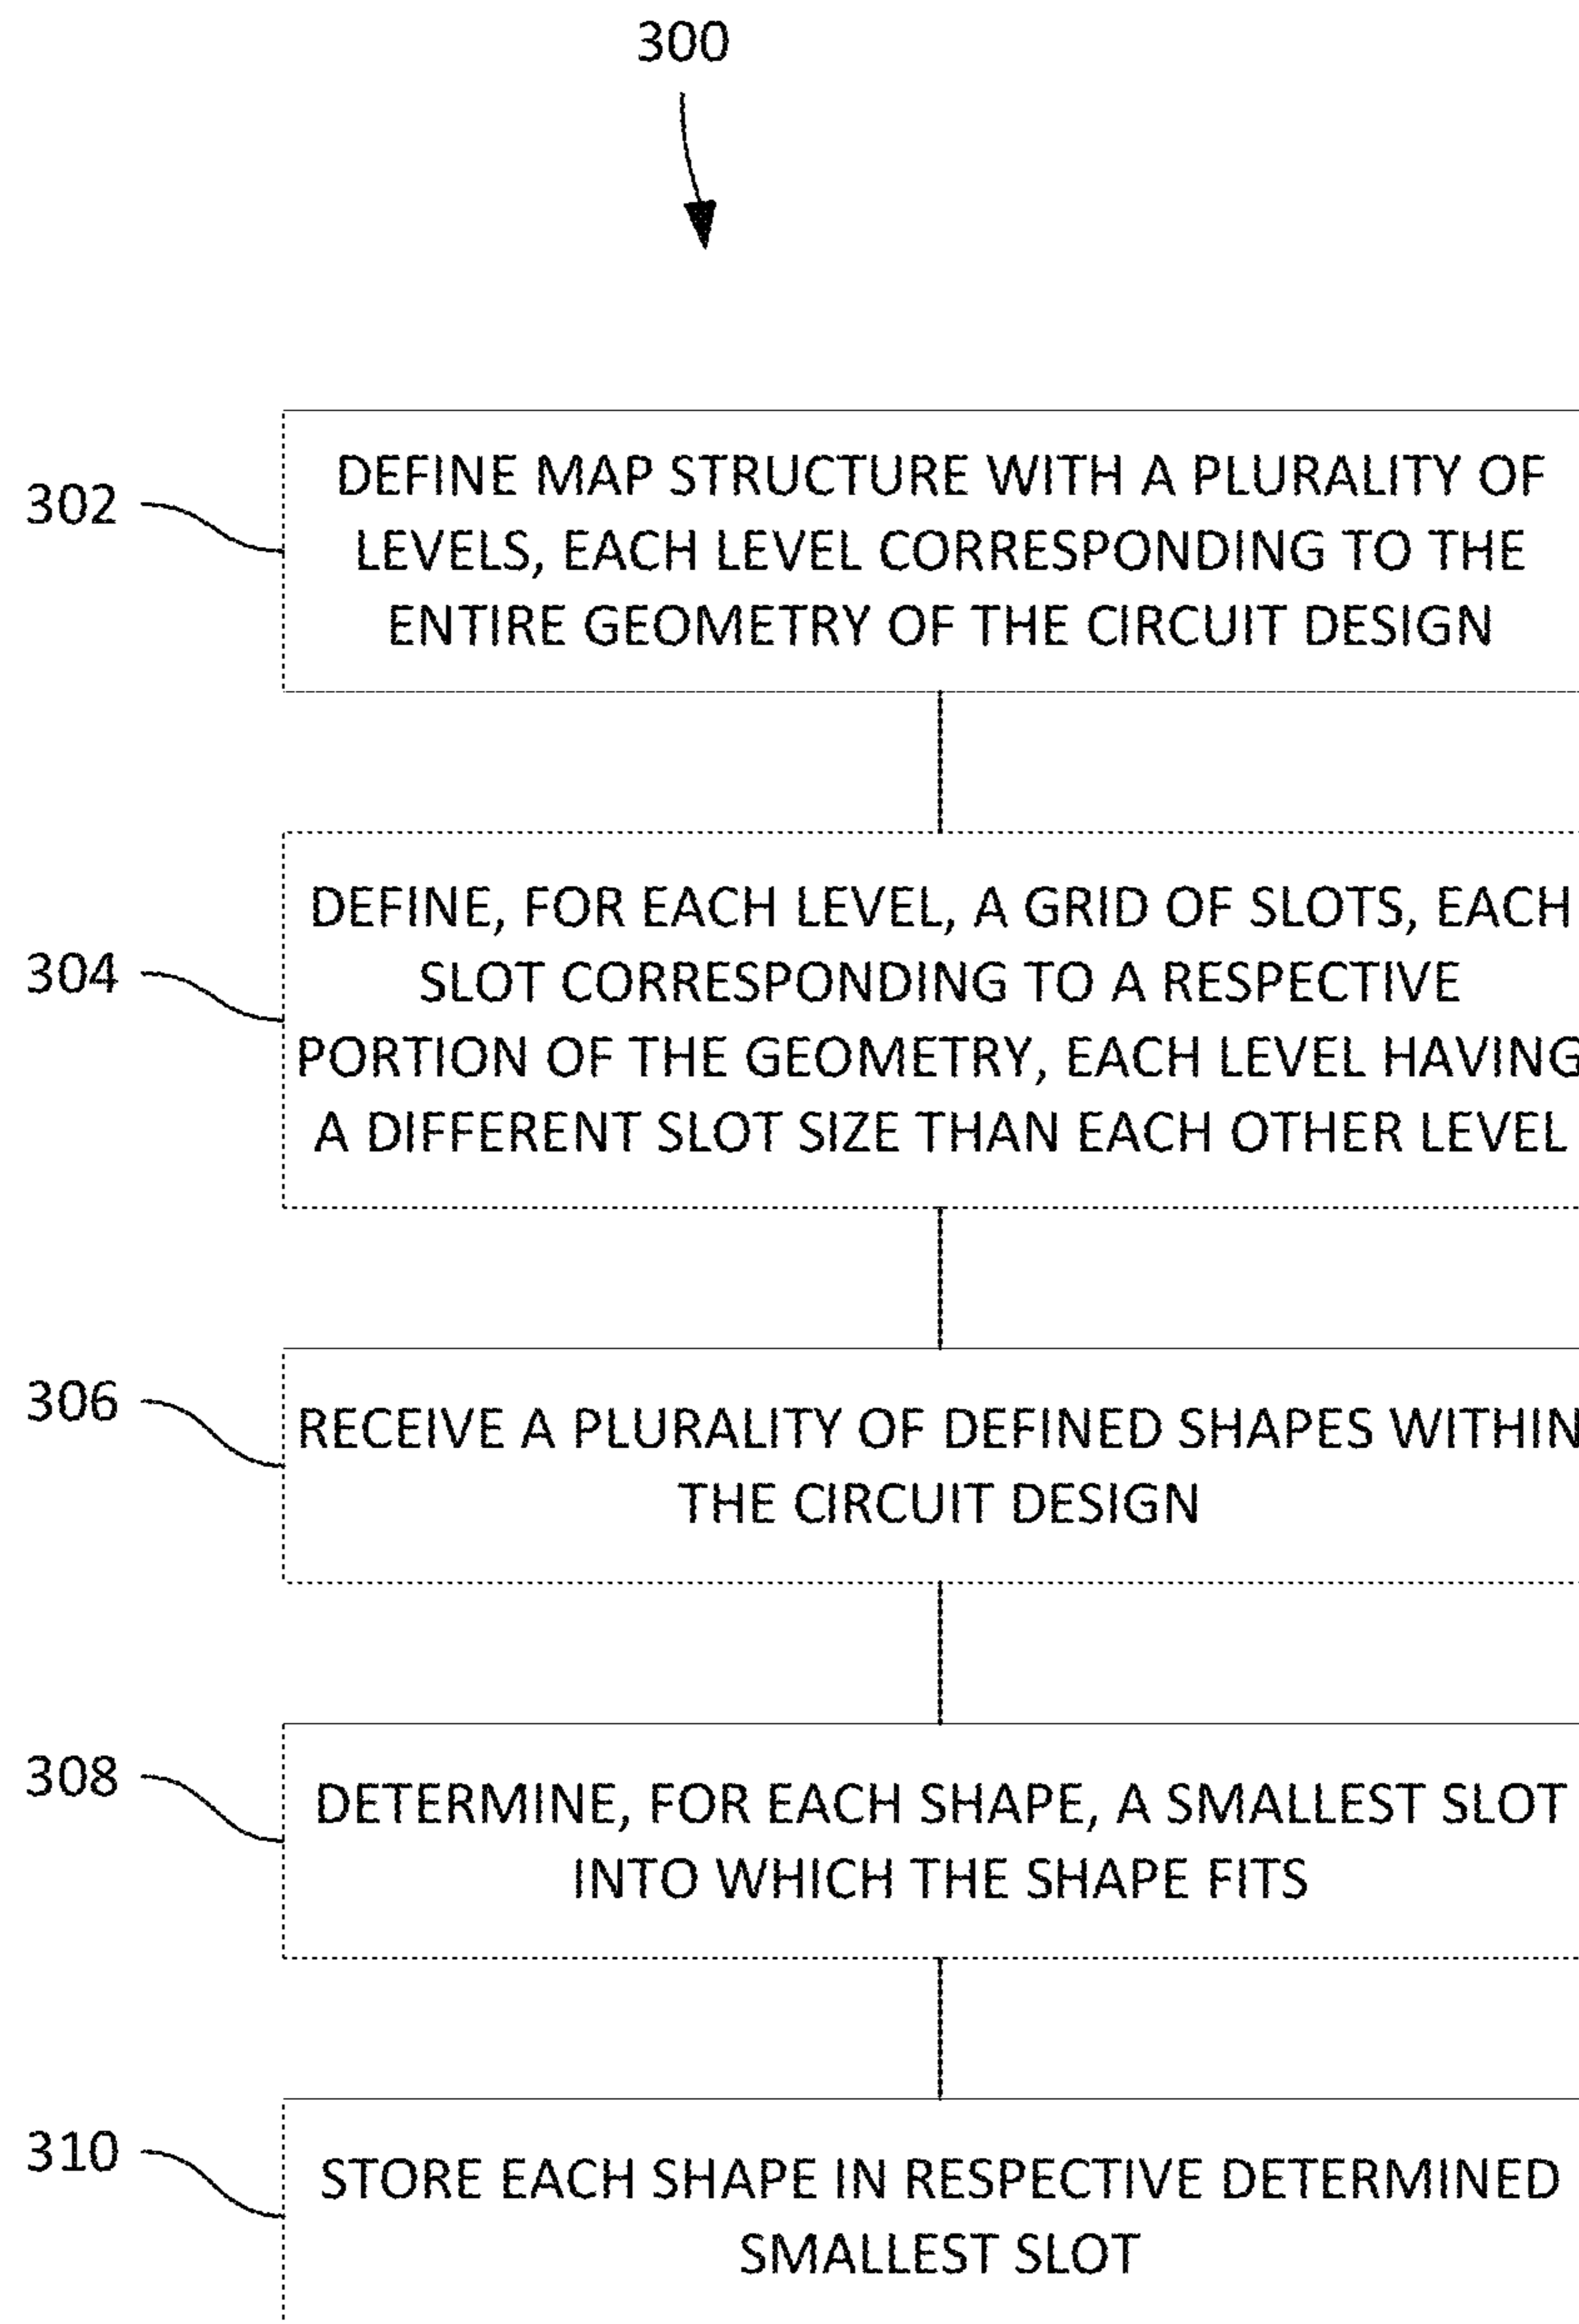 300
302
DEFINE MAP STRUCTURE WITH A PLURALITY OF
LEVELS, EACH LEVEL CORRESPONDING TO THE
ENTIRE GEOMETRY OF THE CIRCUIT DESIGN
304
DEFINE, FOR EACH LEVEL, A GRID OF SLOTS, EACH
SLOT CORRESPONDING TO A RESPECTIVE
PORTION OF THE GEOMETRY, EACH LEVEL HAVING
A DIFFERENT SLOT SIZE THAN EACH OTHER LEVEL
306
RECEIVE A PLURALITY OF DEFINED SHAPES WITHIN
THE CIRCUIT DESIGN
308
DETERMINE, FOR EACH SHAPE, A SMALLEST SLOT
INTO WHICH THE SHAPE FITS
310
STORE EACH SHAPE IN RESPECTIVE DETERMINED
SMALLEST SLOT